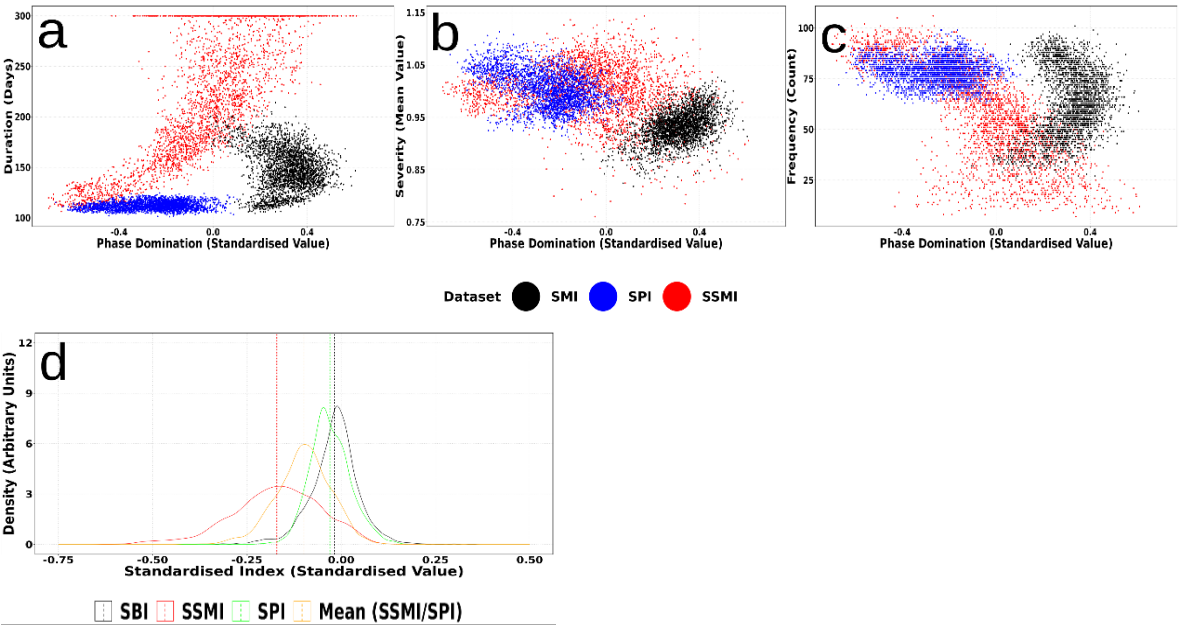 a
b
c
300
250
200
150
100
Duration (Days)
-0.4
0.0
0.4
Phase Domination (Standardised Value)
1.15
1.05
0.95
0.85
0.75
Severity (Mean Value)
-0.4
0.0
0.4
Phase Domination (Standardised Value)
100
75
50
25
Frequency (Count)
-0.4
0.0
0.4
Phase Domination (Standardised Value)
Dataset SMI SPI SSMI
d
12
9
6
3
0
Density (Arbitrary Units)
-0.75 -0.50 -0.25 0.00 0.25 0.50
Standardised Index (Standardised Value)
SBI SSMI SPI Mean (SSMI/SPI)